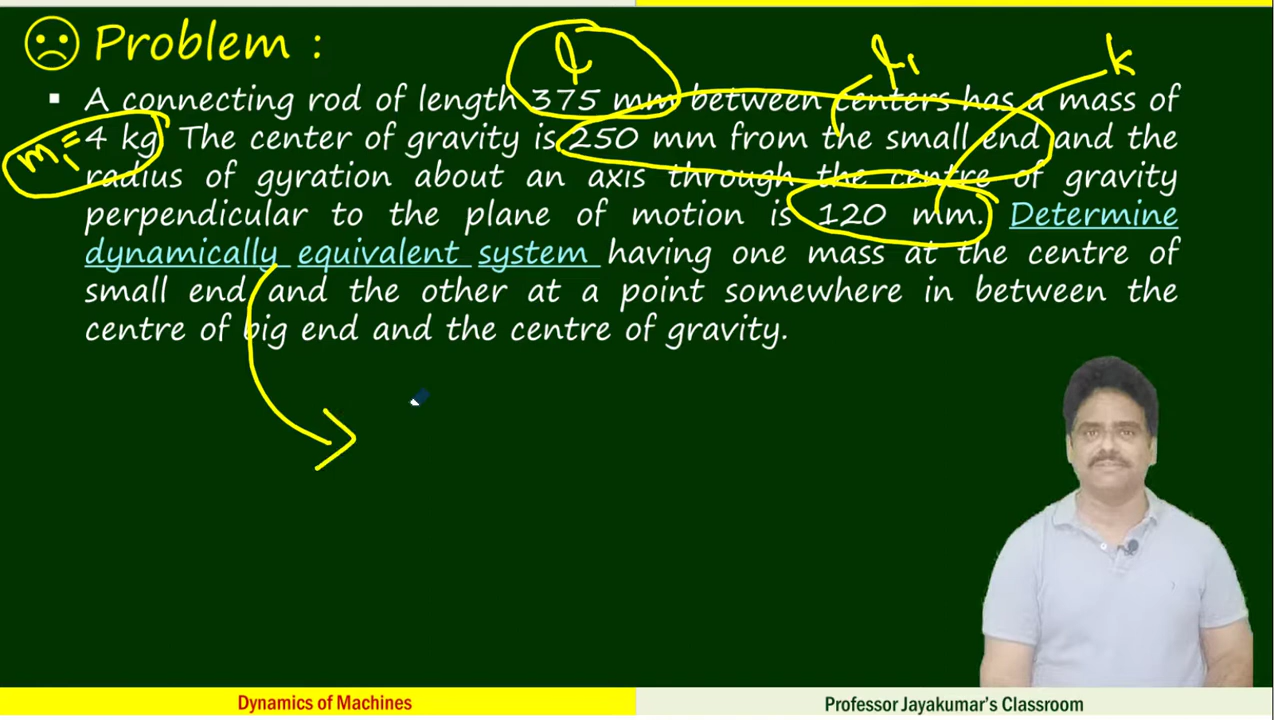 Problem :
l
l1
k
▪ A connecting rod of length 375 mm between centers has a mass of
m1=
4 kg. The center of gravity is 250 mm from the small end and the
radius of gyration about an axis through the centre of gravity
perpendicular to the plane of motion is 120 mm. Determine
dynamically equivalent system having one mass at the centre of
small end and the other at a point somewhere in between the
centre of big end and the centre of gravity.
Dynamics of Machines
Professor Jayakumar's Classroom